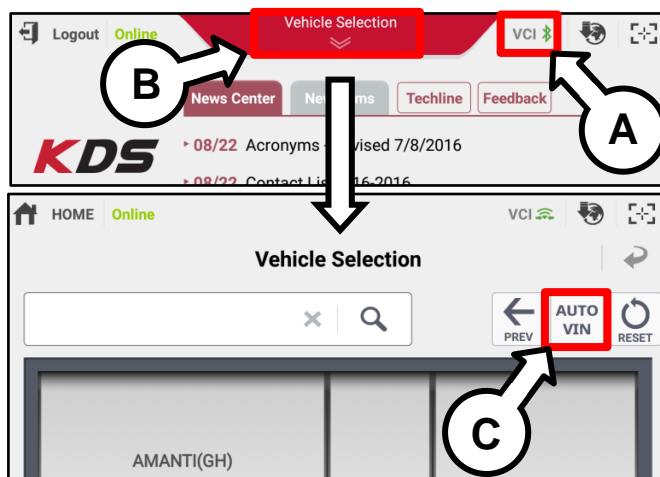 Logout Online Vehicle Selection VCI
B
A
News Center Techline Feedback
KDS
08/22 Acronyms - vised 7/8/2016
08/22 Contact Lis 16-2016
HOME Online VCI
Vehicle Selection
PREV AUTO VIN RESET
C
AMANTI(GH)